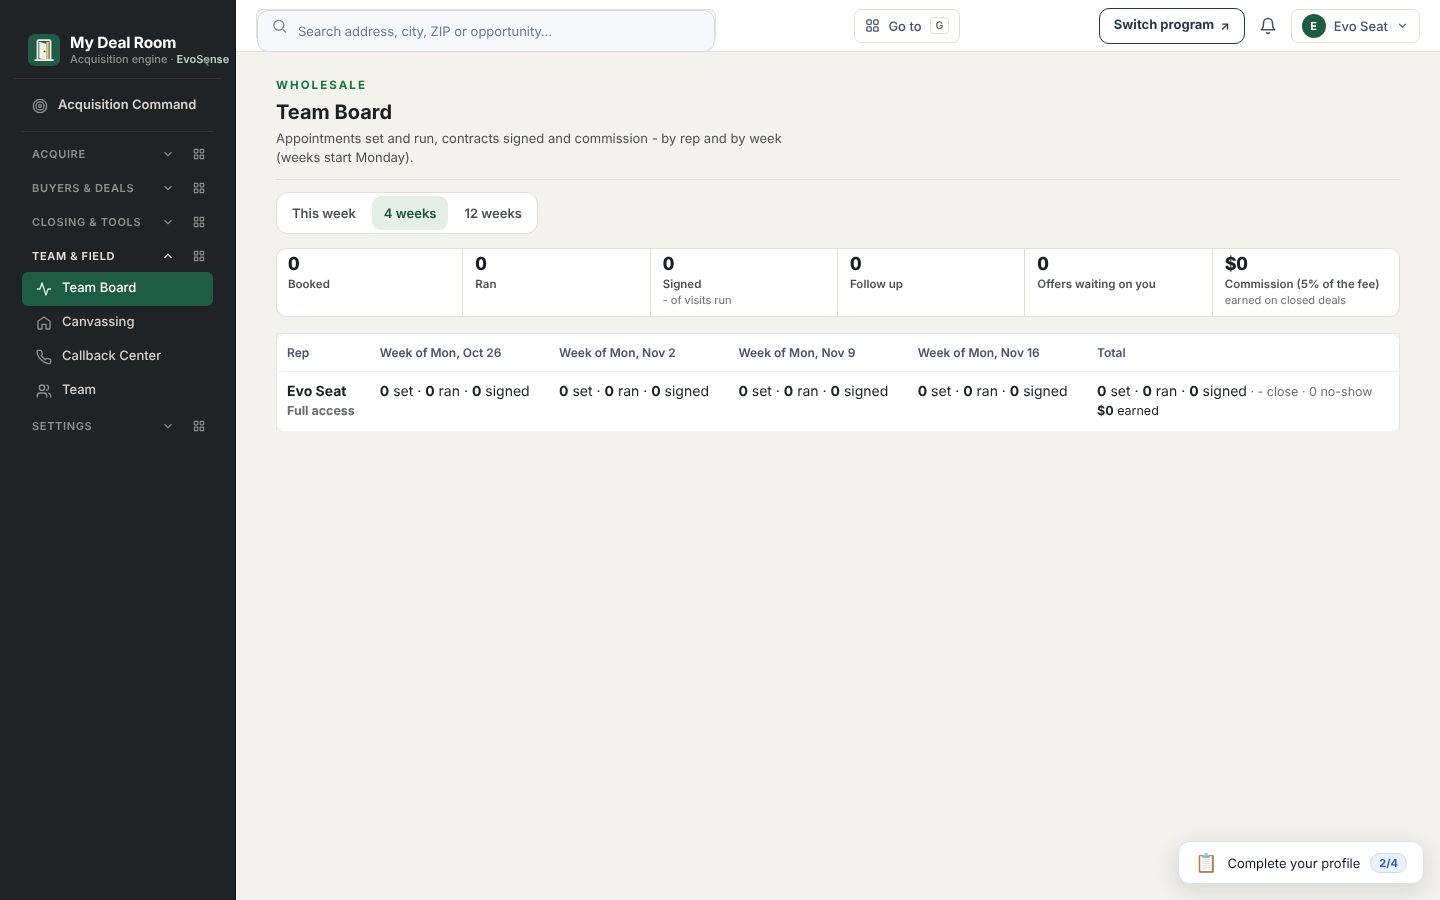 My Deal Room
Acquisition engine · EvoSense
Acquisition Command
ACQUIRE
BUYERS & DEALS
CLOSING & TOOLS
TEAM & FIELD
Team Board
Canvassing
Callback Center
Team
SETTINGS
Search address, city, ZIP or opportunity...
Go to G
Switch program
E Evo Seat
WHOLESALE
Team Board
Appointments set and run, contracts signed and commission - by rep and by week
(weeks start Monday).
This week 4 weeks 12 weeks
0 Booked
0 Ran
0 Signed
- of visits run
0 Follow up
0 Offers waiting on you
$0 Commission (5% of the fee)
earned on closed deals
Rep Week of Mon, Oct 26 Week of Mon, Nov 2 Week of Mon, Nov 9 Week of Mon, Nov 16 Total
Evo Seat 0 set · 0 ran · 0 signed 0 set · 0 ran · 0 signed 0 set · 0 ran · 0 signed 0 set · 0 ran · 0 signed 0 set · 0 ran · 0 signed · - close · 0 no-show
Full access $0 earned
Complete your profile 2/4